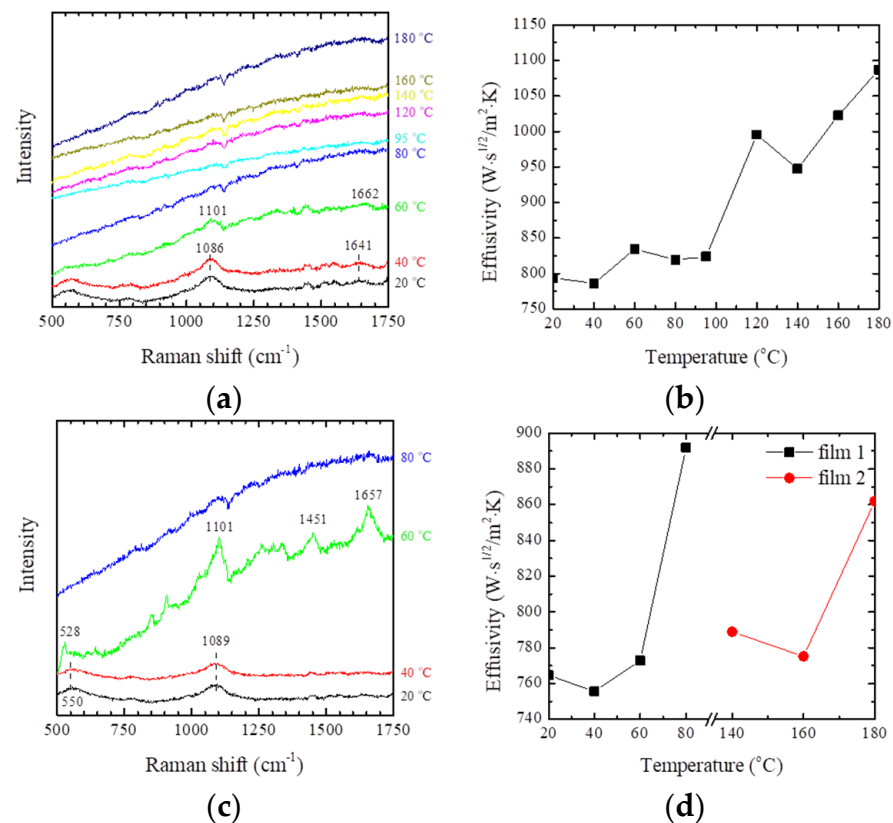 180 °C
160 °C
140 °C
120 °C
95 °C
80 °C
60 °C
40 °C
20 °C
1662
1101
1086
1641
Intensity
500 750 1000 1250 1500 1750
Raman shift (cm⁻¹)
(a)
1150
1100
1050
1000
950
900
850
800
750
Effusivity (W·s^{1/2}/m²·K)
20 40 60 80 100 120 140 160 180
Temperature (°C)
(b)
80 °C
60 °C
40 °C
20 °C
1657
1101
1451
528
1089
550
Intensity
500 750 1000 1250 1500 1750
Raman shift (cm⁻¹)
(c)
900
880
860
840
820
800
780
760
740
Effusivity (W·s^{1/2}/m²·K)
film 1
film 2
20 40 60 80 140 160 180
Temperature (°C)
(d)